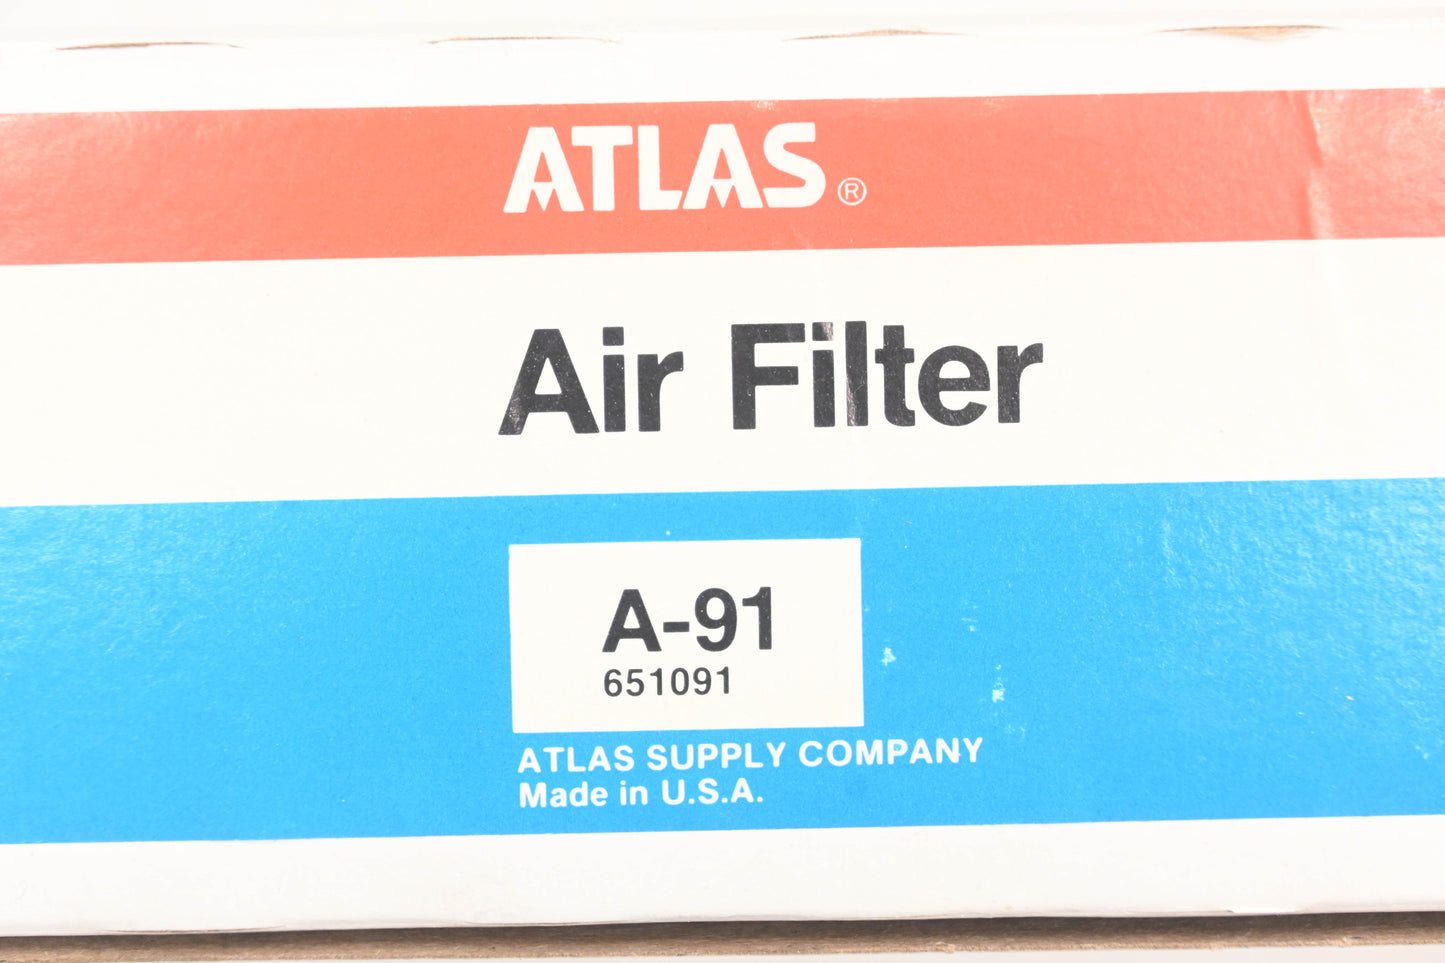 ATLAS®
Air Filter
A-91
651091
ATLAS SUPPLY COMPANY
Made in U.S.A.